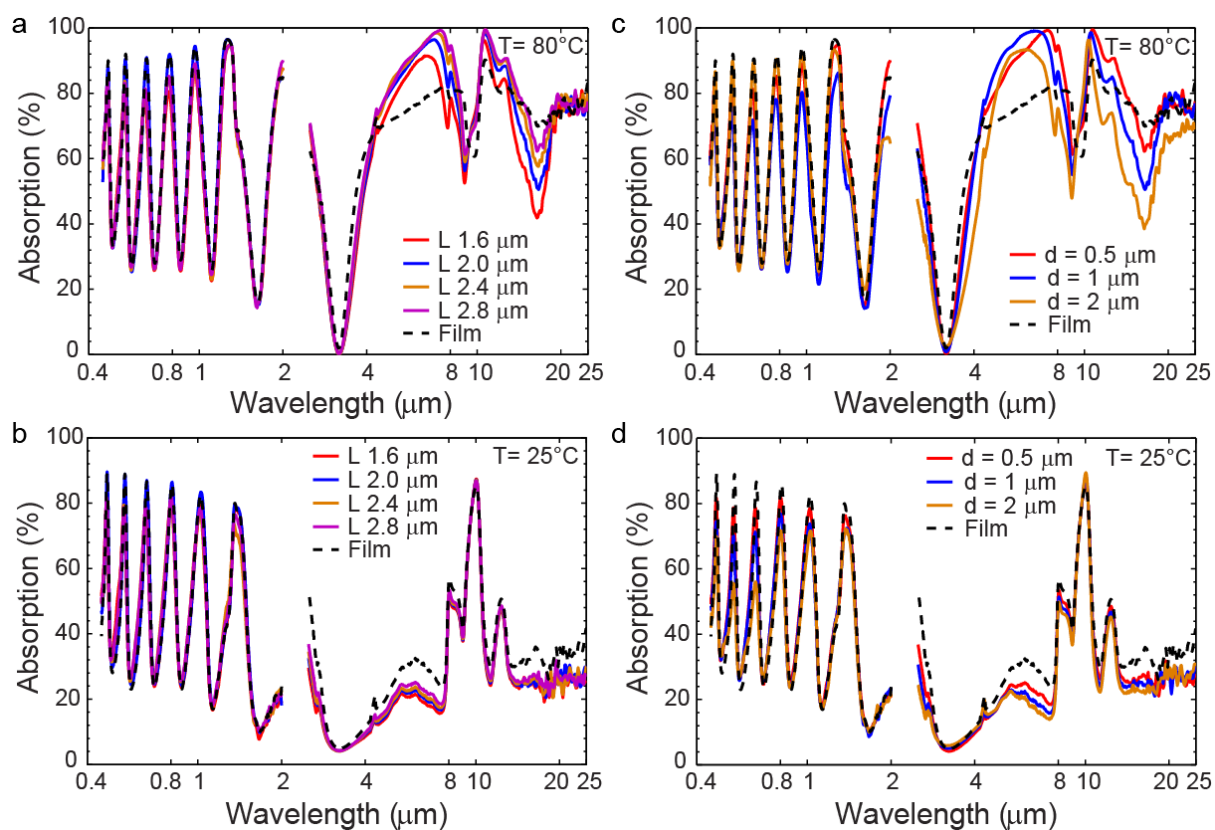 a
T= 80°C
Absorption (%)
100
80
60
40
20
0
L 1.6 μm
L 2.0 μm
L 2.4 μm
L 2.8 μm
Film
0.4 0.8 1 2 4 8 10 20 25
Wavelength (μm)
c
T= 80°C
Absorption (%)
100
80
60
40
20
0
d = 0.5 μm
d = 1 μm
d = 2 μm
Film
0.4 0.8 1 2 4 8 10 20 25
Wavelength (μm)
b
T= 25°C
Absorption (%)
100
80
60
40
20
0
L 1.6 μm
L 2.0 μm
L 2.4 μm
L 2.8 μm
Film
0.4 0.8 1 2 4 8 10 20 25
Wavelength (μm)
d
T= 25°C
Absorption (%)
100
80
60
40
20
0
d = 0.5 μm
d = 1 μm
d = 2 μm
Film
0.4 0.8 1 2 4 8 10 20 25
Wavelength (μm)